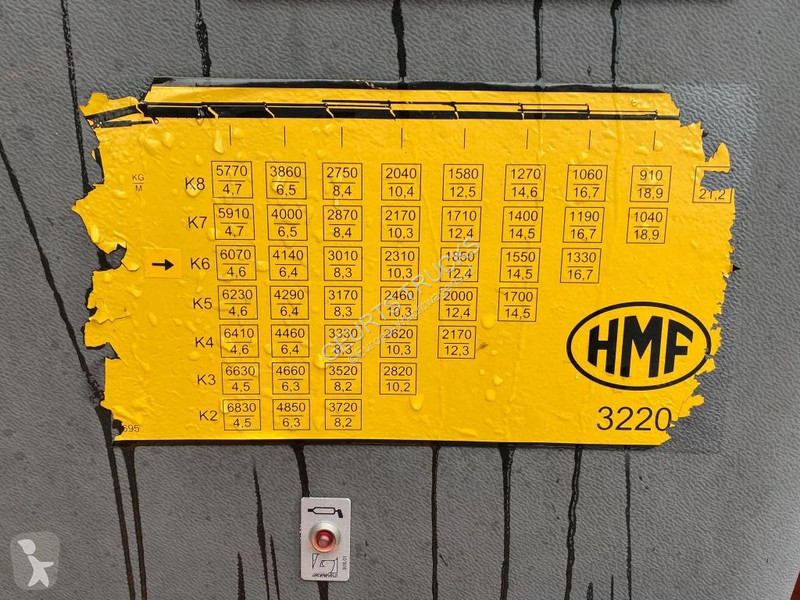 KG
M
K8 5770 3860 2750 2040 1580 1270 1060 910
4,7 6,5 8,4 10,4 12,5 14,6 16,7 18,9 21,2
K7 5910 4000 2870 2170 1710 1400 1190 1040
4,7 6,5 8,4 10,3 12,4 14,5 16,7 18,9
K6 6070 4140 3010 2310 1850 1550 1330
4,6 6,4 8,3 10,3 12,4 14,5 16,7
K5 6230 4290 3170 2460 2000 1700
4,6 6,4 8,3 10,3 12,4 14,5
K4 6410 4460 3330 2620 2170
4,6 6,4 8,3 10,3 12,3
K3 6630 4660 3520 2820
4,5 6,3 8,2 10,2
K2 6830 4850 3720
4,5 6,3 8,2
HMF
3220
595
GEURTS TRUCKS